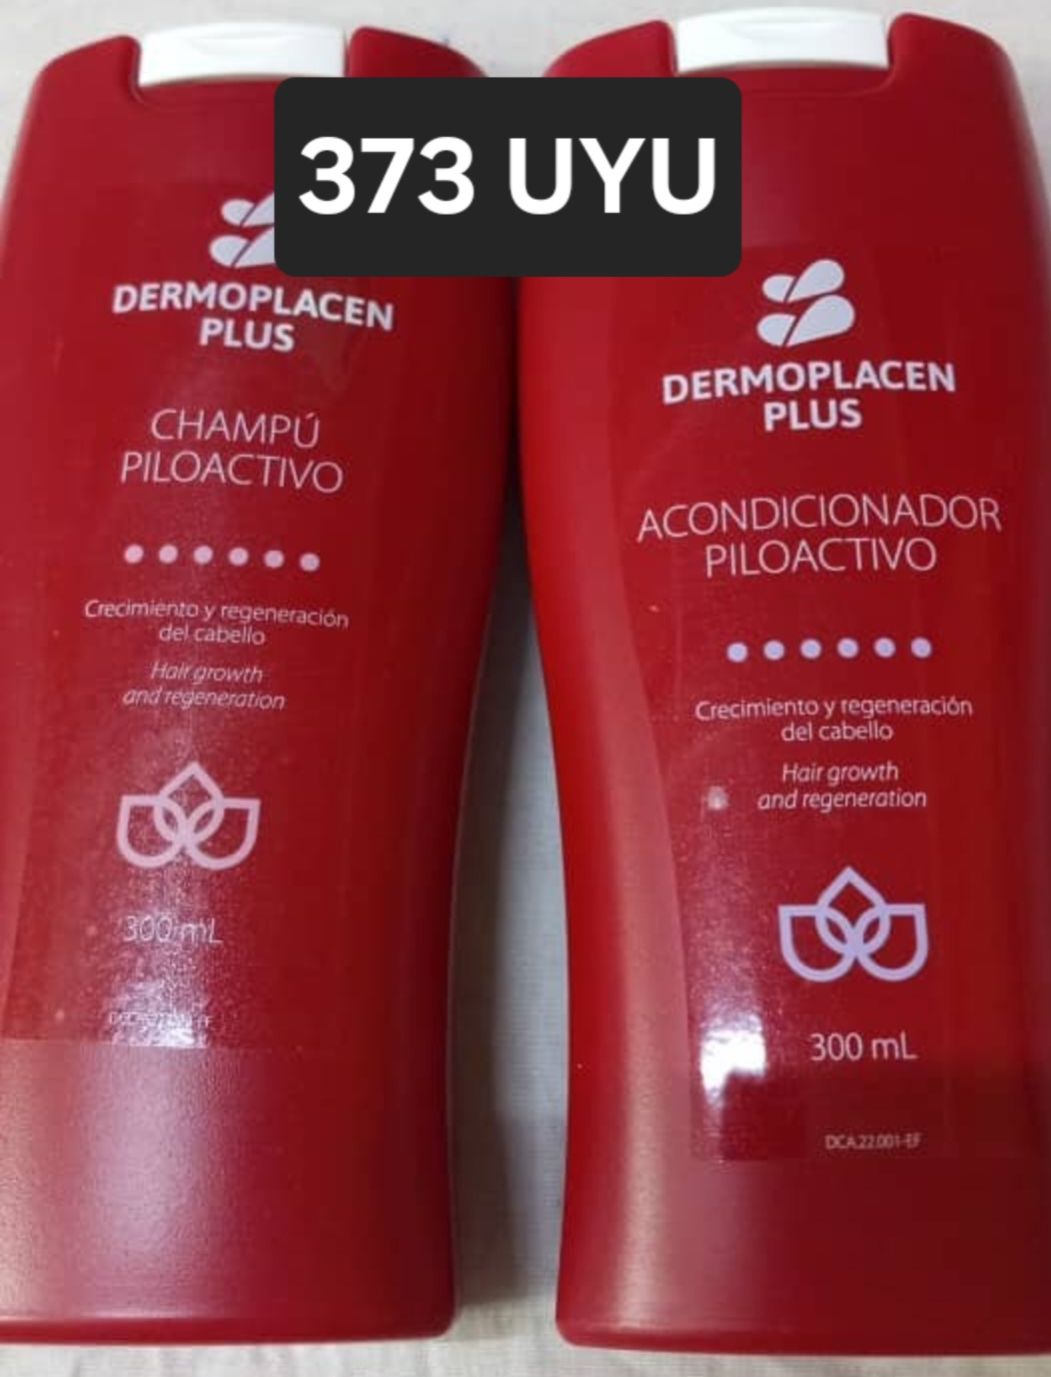 373 UYU
DERMOPLACEN
PLUS
CHAMPÚ
PILOACTIVO
Crecimiento y regeneración
del cabello
Hair growth
and regeneration
300 mL
DERMOPLACEN
PLUS
ACONDICIONADOR
PILOACTIVO
Crecimiento y regeneración
del cabello
Hair growth
and regeneration
300 mL
DCA.22.001-EF